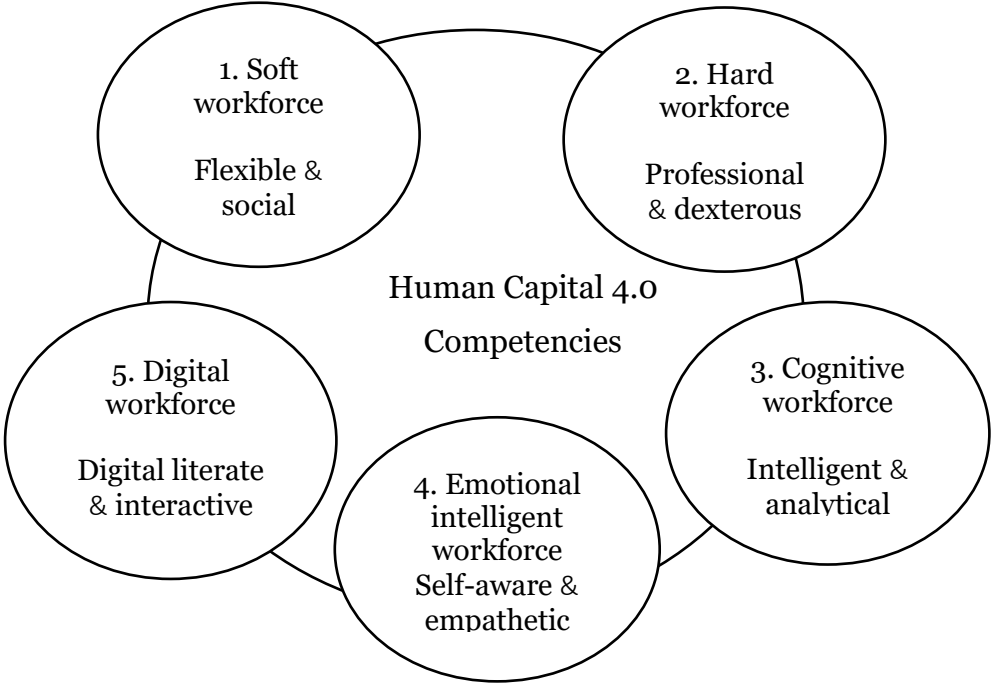 1. Soft
workforce
Flexible &
social
2. Hard
workforce
Professional
& dexterous
Human Capital 4.0
Competencies
3. Cognitive
workforce
Intelligent &
analytical
4. Emotional
intelligent
workforce
Self-aware &
empathetic
5. Digital
workforce
Digital literate
& interactive